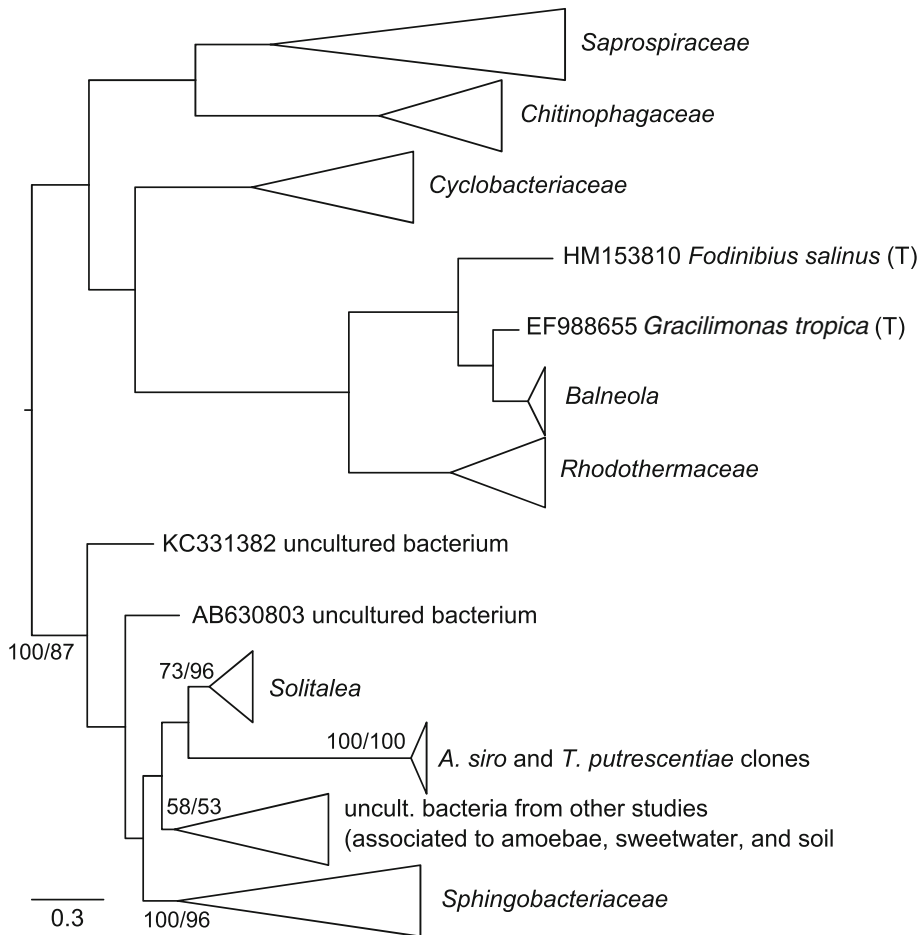 Saprospiraceae
Chitinophagaceae
Cyclobacteriaceae
HM153810 Fodinibius salinus (T)
EF988655 Gracilimonas tropica (T)
Balneola
Rhodothermaceae
KC331382 uncultured bacterium
AB630803 uncultured bacterium
100/87
73/96
Solitalea
100/100
A. siro and T. putrescentiae clones
58/53
uncult. bacteria from other studies
(associated to amoebae, sweetwater, and soil
Sphingobacteriaceae
100/96
0.3